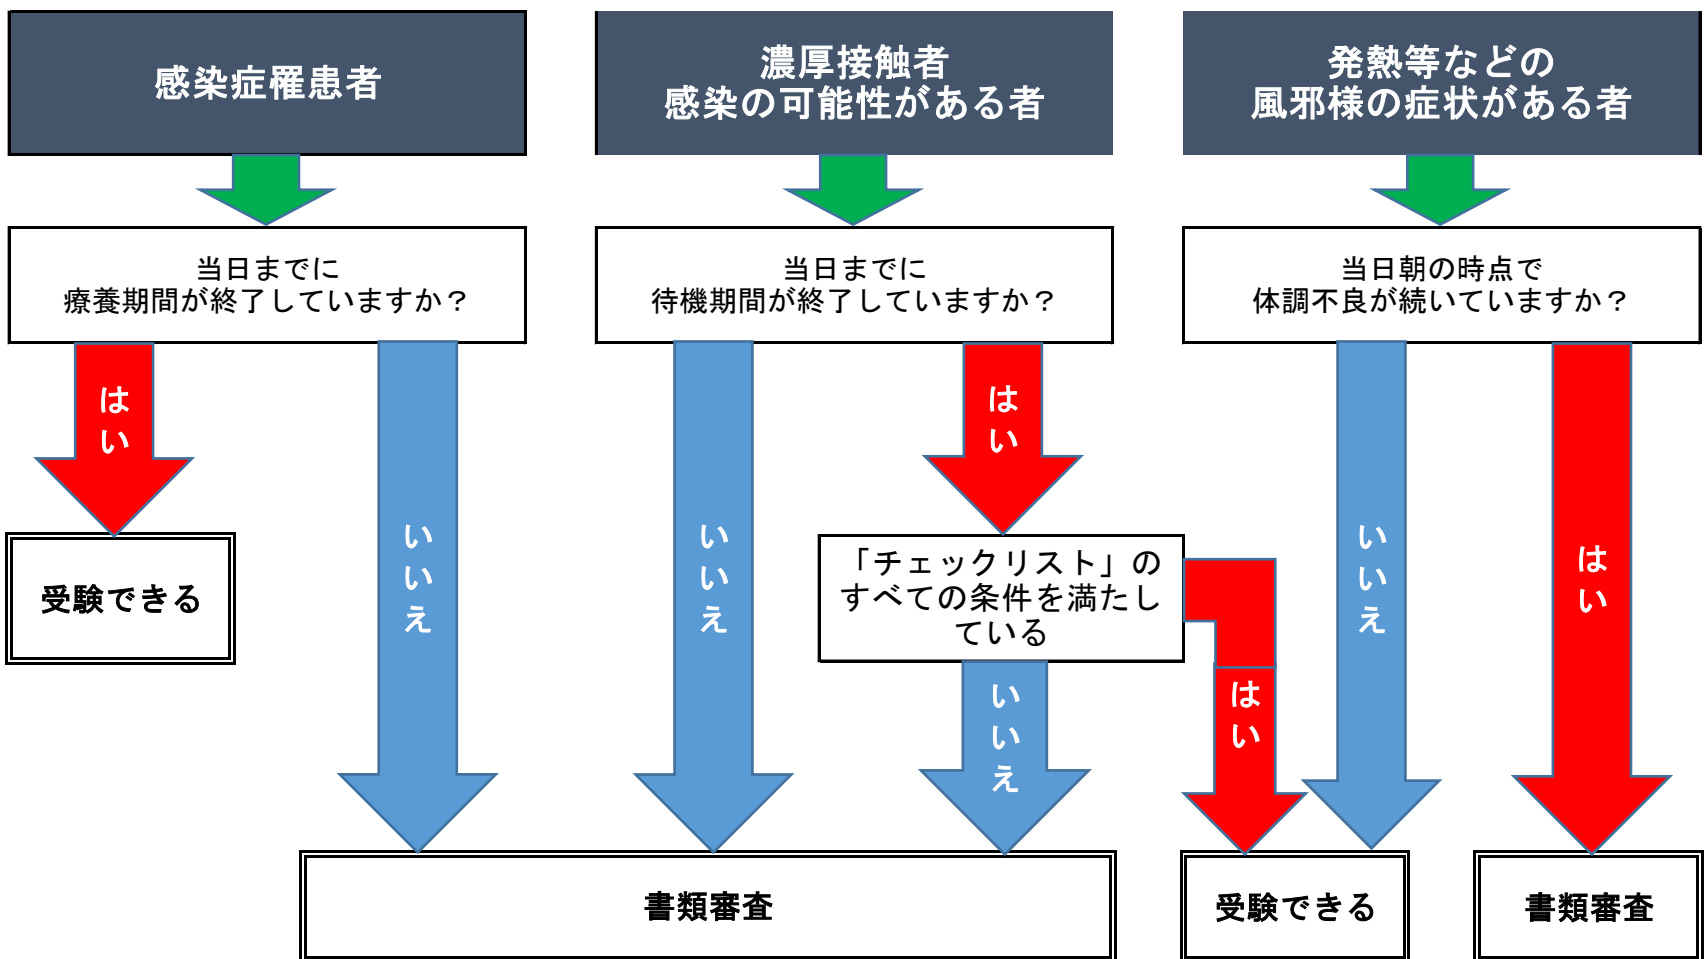 感染症罹患者
濃厚接触者
感染の可能性がある者
発熱等などの
風邪様の症状がある者
当日までに
療養期間が終了していますか？
当日までに
待機期間が終了していますか？
当日朝の時点で
体調不良が続いていますか？
はい
いいえ
いいえ
はい
いいえ
はい
受験できる
「チェックリスト」の
すべての条件を満たし
ている
いいえ
はい
書類審査
受験できる
書類審査